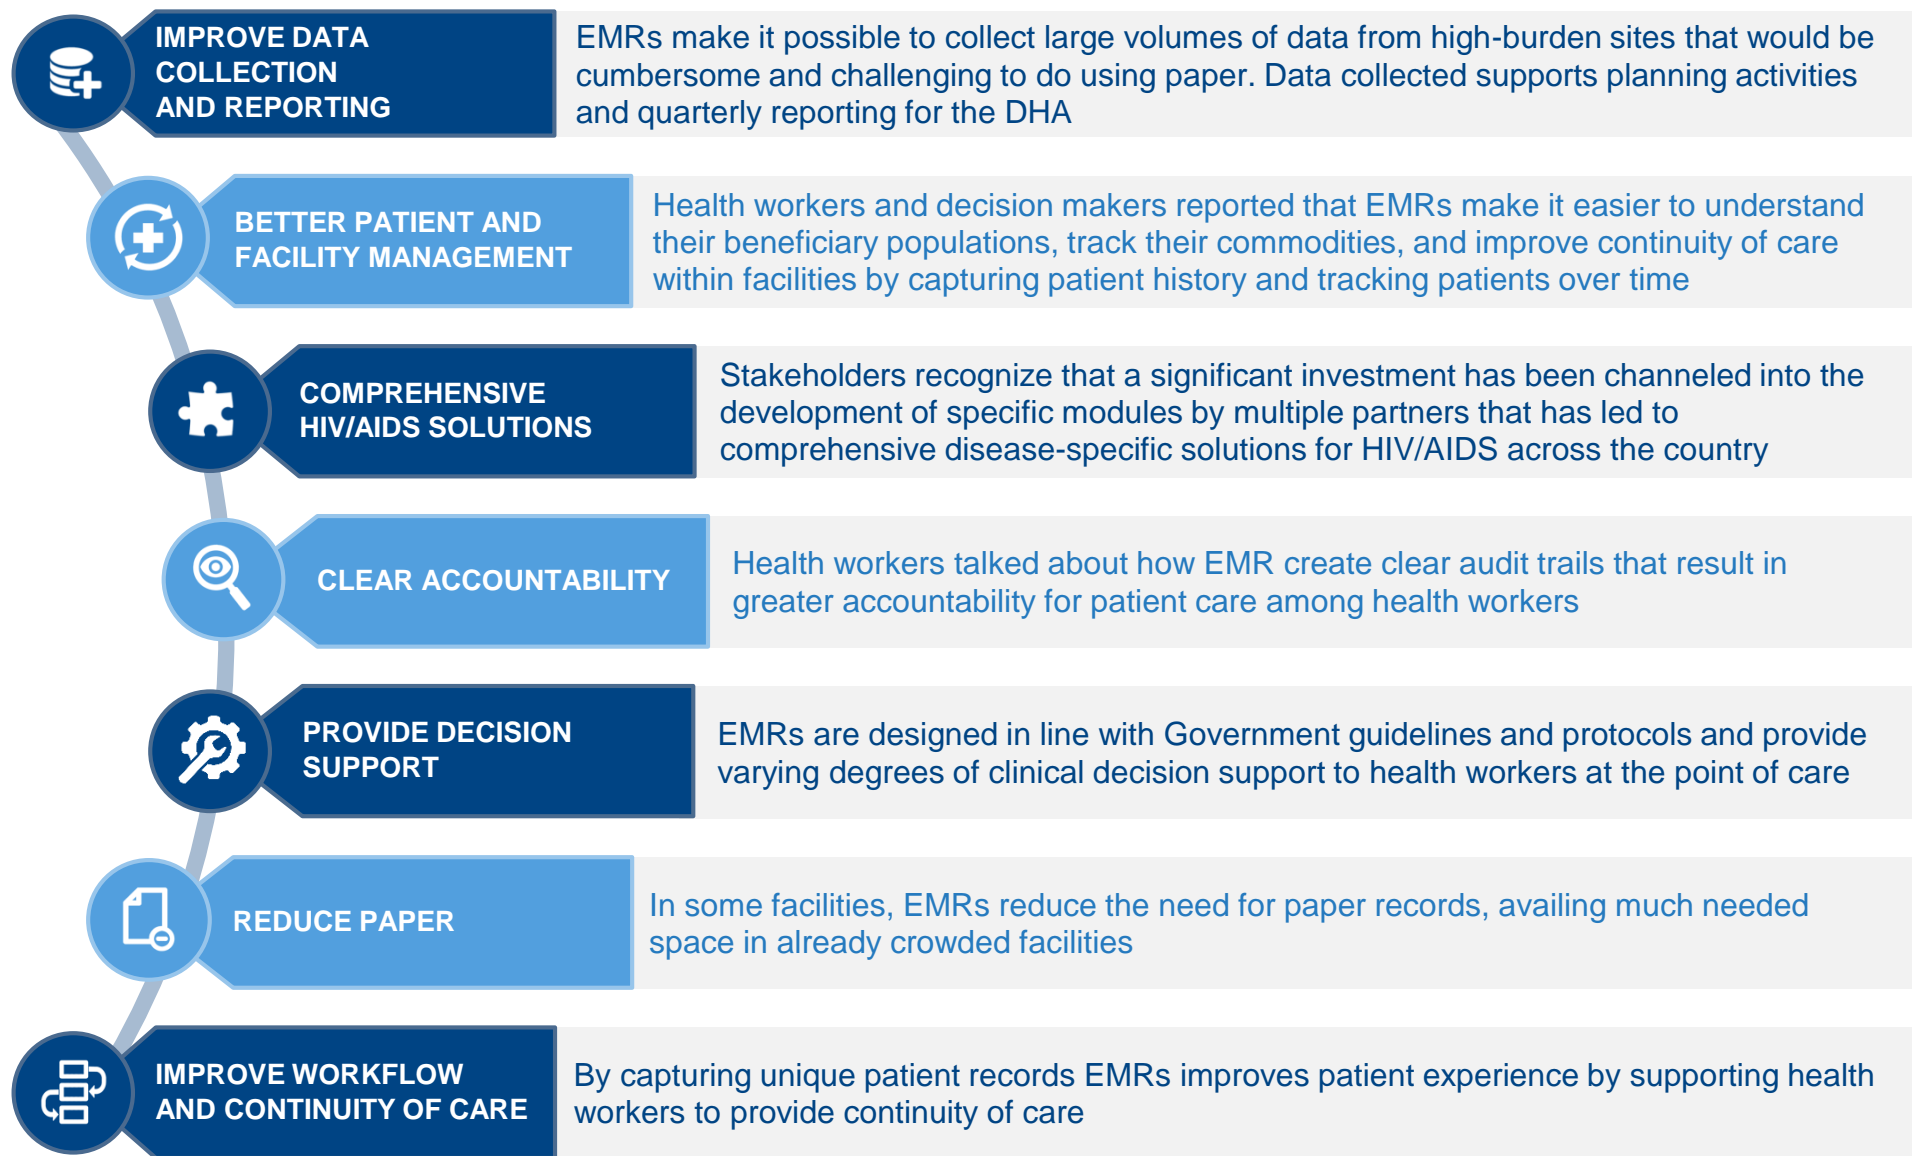 IMPROVE DATA
COLLECTION
AND REPORTING
EMRs make it possible to collect large volumes of data from high-burden sites that would be
cumbersome and challenging to do using paper. Data collected supports planning activities
and quarterly reporting for the DHA
BETTER PATIENT AND
FACILITY MANAGEMENT
Health workers and decision makers reported that EMRs make it easier to understand
their beneficiary populations, track their commodities, and improve continuity of care
within facilities by capturing patient history and tracking patients over time
COMPREHENSIVE
HIV/AIDS SOLUTIONS
Stakeholders recognize that a significant investment has been channeled into the
development of specific modules by multiple partners that has led to
comprehensive disease-specific solutions for HIV/AIDS across the country
CLEAR ACCOUNTABILITY
Health workers talked about how EMR create clear audit trails that result in
greater accountability for patient care among health workers
PROVIDE DECISION
SUPPORT
EMRs are designed in line with Government guidelines and protocols and provide
varying degrees of clinical decision support to health workers at the point of care
REDUCE PAPER
In some facilities, EMRs reduce the need for paper records, availing much needed
space in already crowded facilities
IMPROVE WORKFLOW
AND CONTINUITY OF CARE
By capturing unique patient records EMRs improves patient experience by supporting health
workers to provide continuity of care